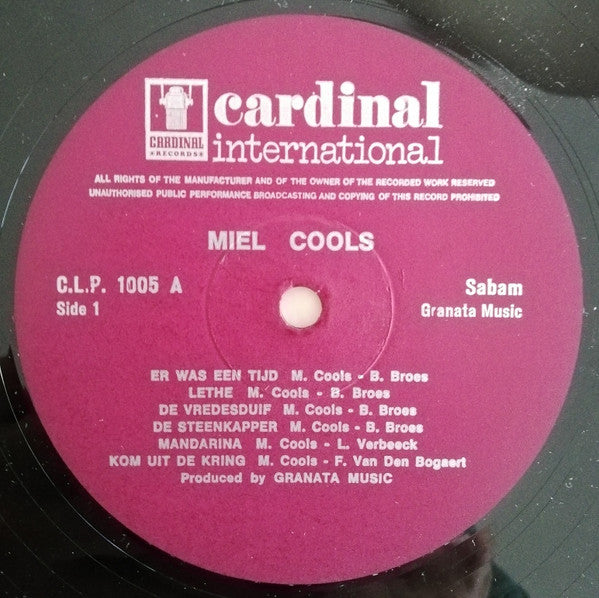 cardinal
international
CARDINAL
★RECORDS★
ALL RIGHTS OF THE MANUFACTURER AND OF THE OWNER OF THE RECORDED WORK RESERVED
UNAUTHORISED PUBLIC PERFORMANCE BROADCASTING AND COPYING OF THIS RECORD PROHIBITED
MIEL COOLS
C.L.P. 1005 A
Side 1
Sabam
Granata Music
ER WAS EEN TIJD M. Cools - B. Broes
LETHE M. Cools - B. Broes
DE VREDESDUIF M. Cools - B. Broes
DE STEENKAPPER M. Cools - B. Broes
MANDARINA M. Cools - L. Verbeeck
KOM UIT DE KRING M. Cools - F. Van Den Bogaert
Produced by GRANATA MUSIC